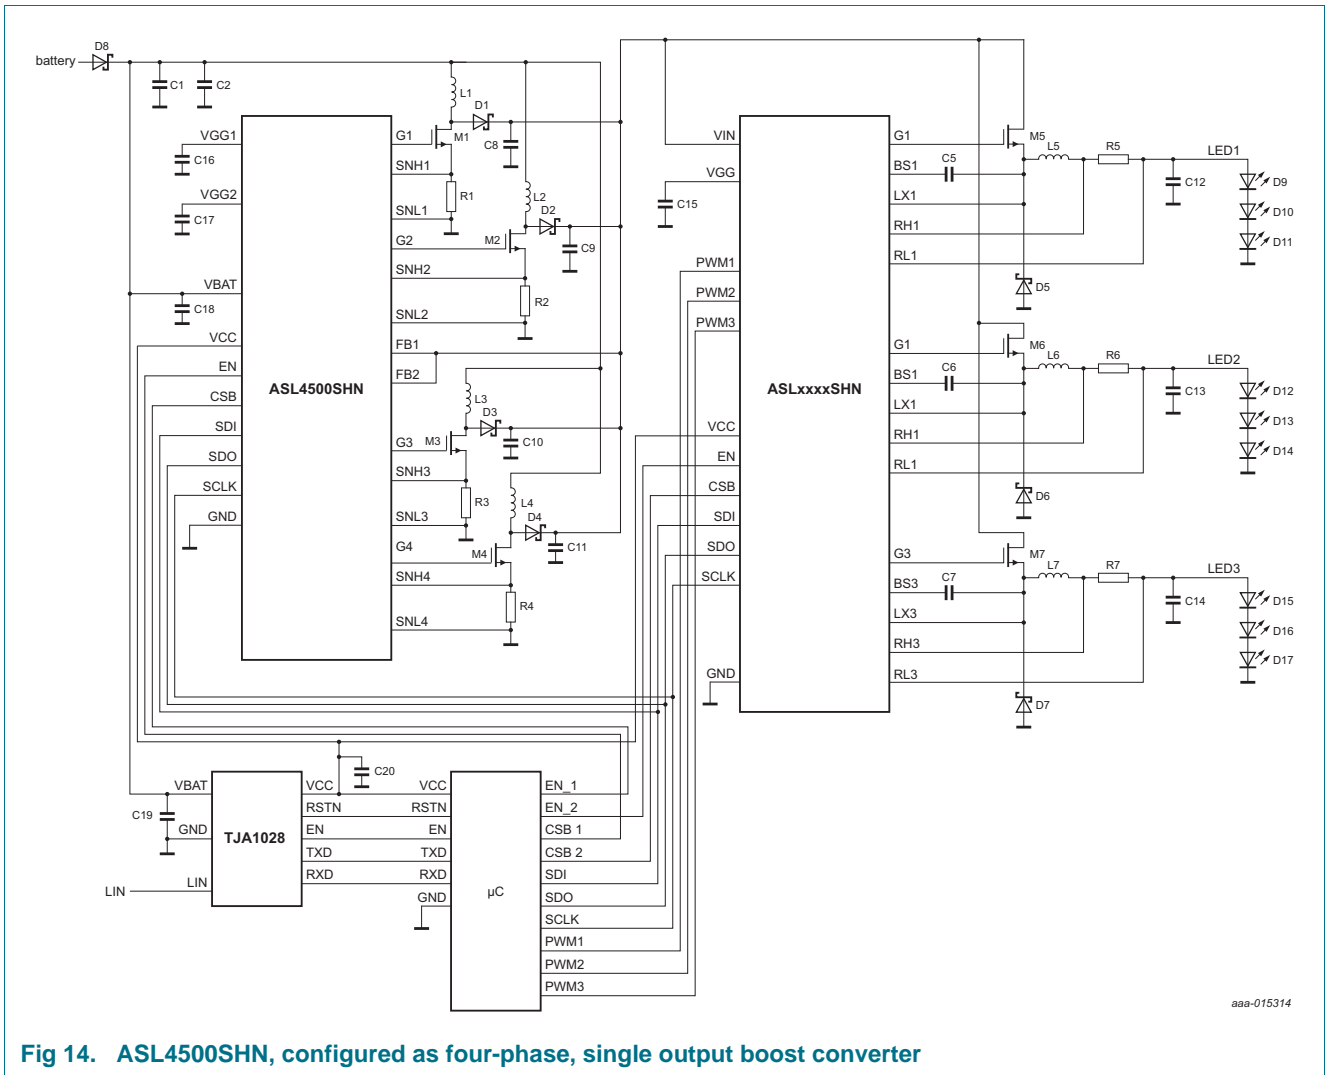 battery
D8
C1
C2
L1
D1
M1
C8
R1
L2
D2
M2
C9
R2
L3
D3
M3
C10
R3
L4
D4
M4
C11
R4
VGG1
C16
VGG2
C17
VBAT
C18
VCC
EN
CSB
SDI
SDO
SCLK
GND
ASL4500SHN
G1
SNH1
SNL1
G2
SNH2
SNL2
FB1
FB2
G3
SNH3
SNL3
G4
SNH4
SNL4
VIN
VGG
C15
PWM1
PWM2
PWM3
VCC
EN
CSB
SDI
SDO
SCLK
GND
ASLxxxxSHN
G1
BS1
LX1
RH1
RL1
G1
BS1
LX1
RH1
RL1
G3
BS3
LX3
RH3
RL3
C5
M5
L5
R5
LED1
C12
D9
D10
D11
D5
C6
M6
L6
R6
LED2
C13
D12
D13
D14
D6
C7
M7
L7
R7
LED3
C14
D15
D16
D17
D7
C20
C19
VBAT
GND
LIN
LIN
TJA1028
VCC
RSTN
EN
TXD
RXD
VCC
RSTN
EN
TXD
RXD
GND
µC
EN_1
EN_2
CSB 1
CSB 2
SDI
SDO
SCLK
PWM1
PWM2
PWM3
aaa-015314
Fig 14. ASL4500SHN, configured as four-phase, single output boost converter